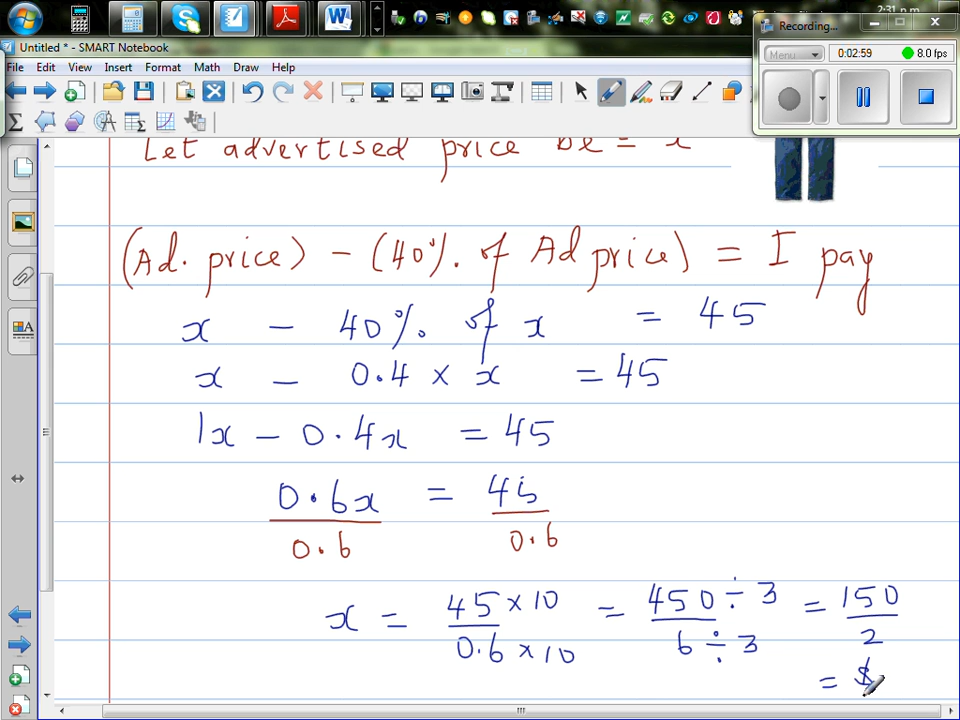 2:31 p.m.
Recording...
Untitled * - SMART Notebook
Menu
0:02:59
8.0 fps
File Edit View Insert Format Math Draw Help
Let advertised price be = x
(Ad. price) - (40% of Ad price) = I pay
x - 40% of x = 45
x - 0.4 × x = 45
1x - 0.4x = 45
0.6x = 45
0.6 0.6
x = 45 × 10 = 450 ÷ 3 = 150
0.6 × 10 6 ÷ 3 2
= $